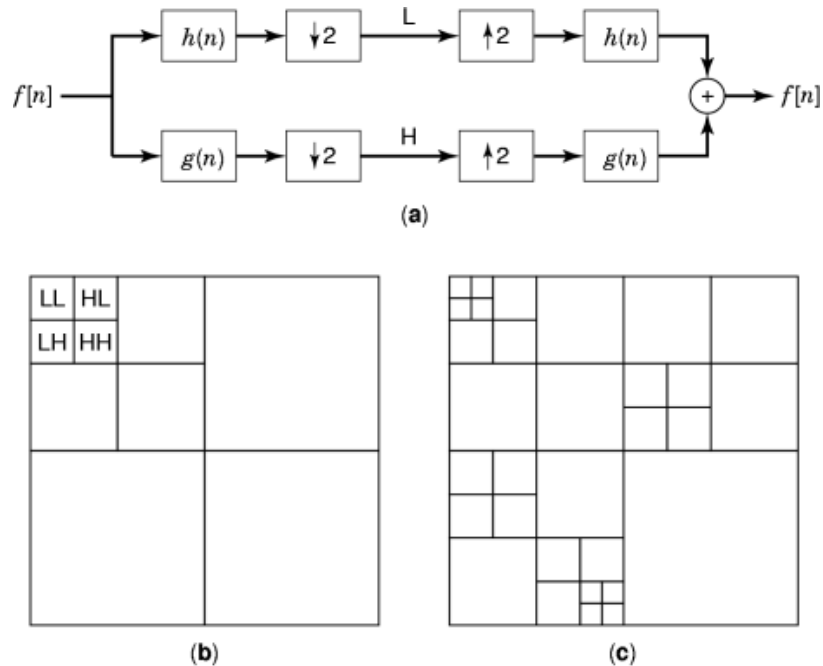 L
h(n) ↓2 ↑2 h(n)
f[n] + f[n]
H
g(n) ↓2 ↑2 g(n)
(a)
LL HL
LH HH
(b) (c)